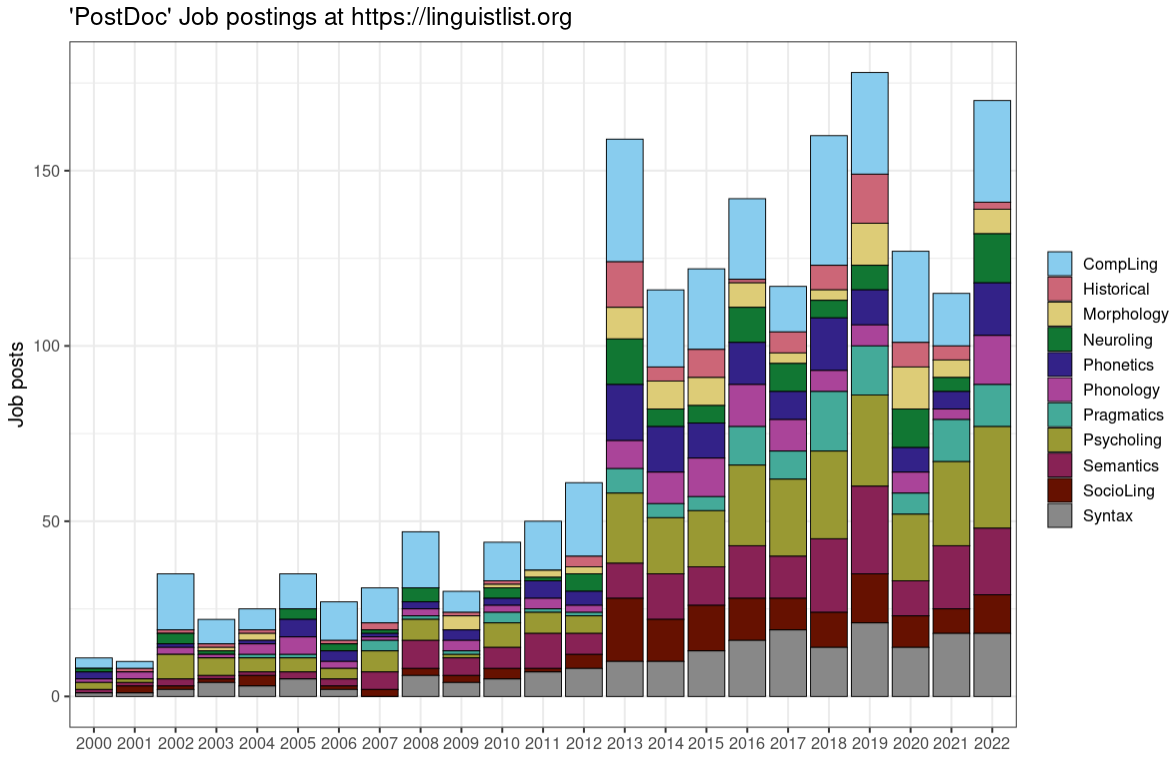 'PostDoc' Job postings at https://linguistlist.org
Job posts
150
100
50
0
2000 2001 2002 2003 2004 2005 2006 2007 2008 2009 2010 2011 2012 2013 2014 2015 2016 2017 2018 2019 2020 2021 2022
CompLing
Historical
Morphology
Neuroling
Phonetics
Phonology
Pragmatics
Psycholing
Semantics
SocioLing
Syntax